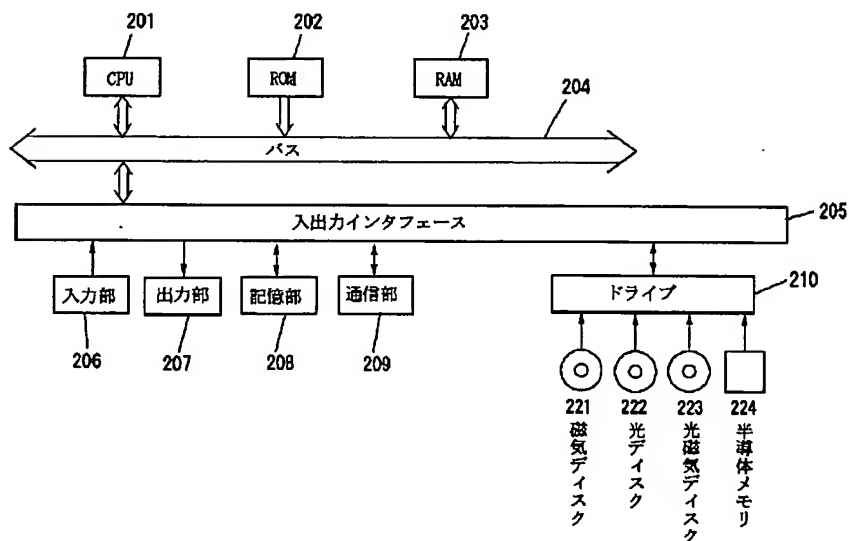 201
202
203
CPU
ROM
RAM
204
バス
入出力インタフェース
205
入力部
出力部
記憶部
通信部
ドライブ
210
206
207
208
209
221
222
223
224
磁気ディスク
光ディスク
光磁気ディスク
半導体メモリ